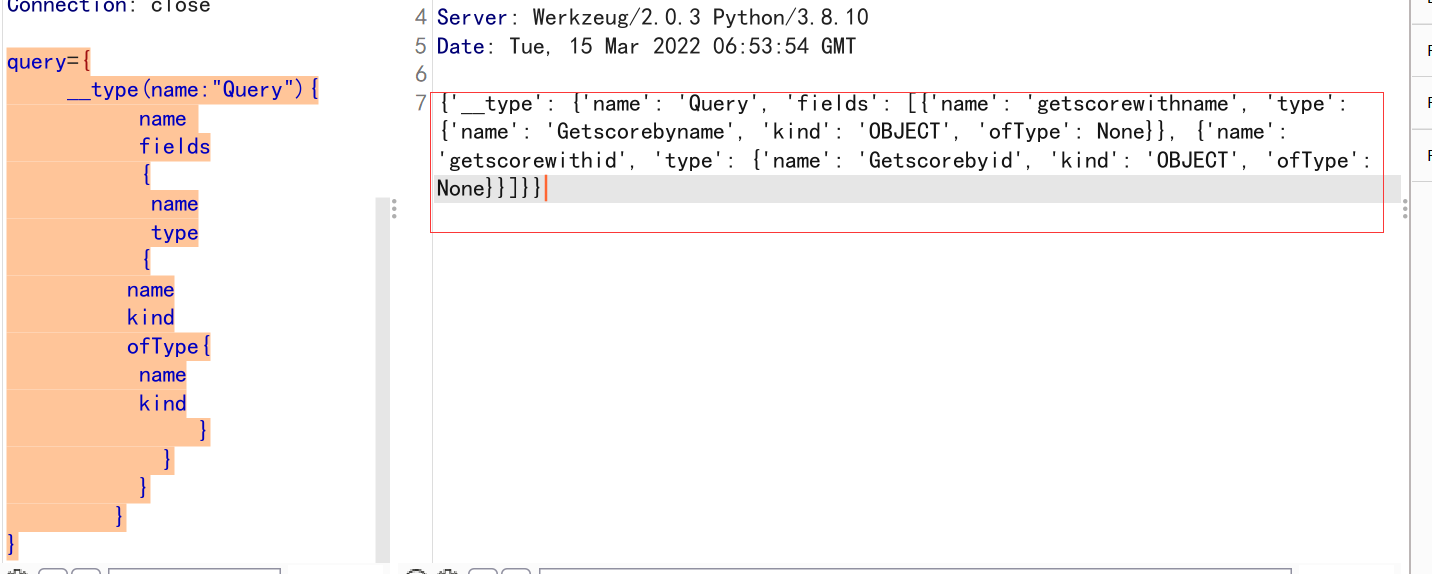 Connection: close
query={
__type(name:"Query"){
name
fields
{
name
type
{
name
kind
ofType{
name
kind
}
}
}
}
}
4 Server: Werkzeug/2.0.3 Python/3.8.10
5 Date: Tue, 15 Mar 2022 06:53:54 GMT
6
7 {'__type': {'name': 'Query', 'fields': [{'name': 'getscorewithname', 'type':
{'name': 'Getscorebyname', 'kind': 'OBJECT', 'ofType': None}}, {'name':
'getscorewithid', 'type': {'name': 'Getscorebyid', 'kind': 'OBJECT', 'ofType':
None}}]}}